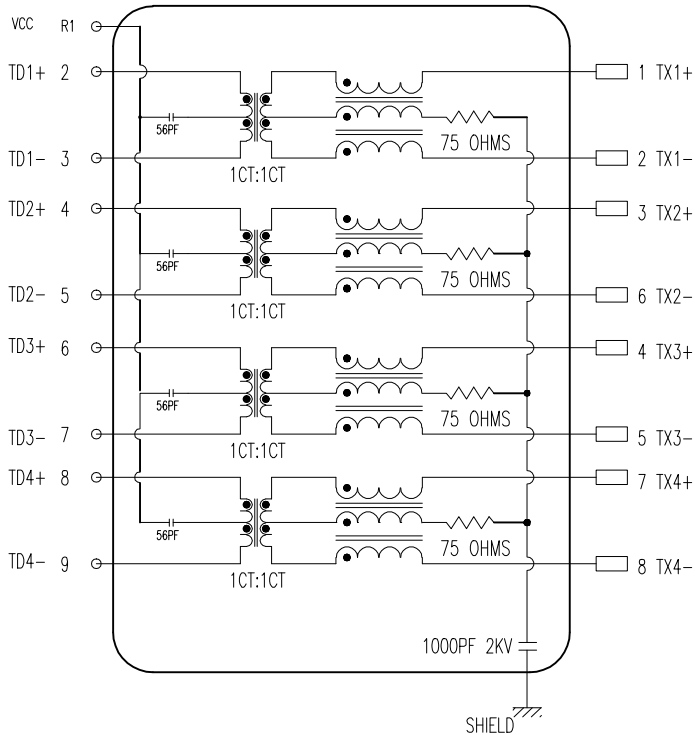 VCC R1
TD1+ 2 1 TX1+
56PF 75 OHMS
TD1- 3 2 TX1-
1CT:1CT
TD2+ 4 3 TX2+
56PF 75 OHMS
TD2- 5 6 TX2-
1CT:1CT
TD3+ 6 4 TX3+
56PF 75 OHMS
TD3- 7 5 TX3-
1CT:1CT
TD4+ 8 7 TX4+
56PF 75 OHMS
TD4- 9 8 TX4-
1CT:1CT
1000PF 2KV
SHIELD